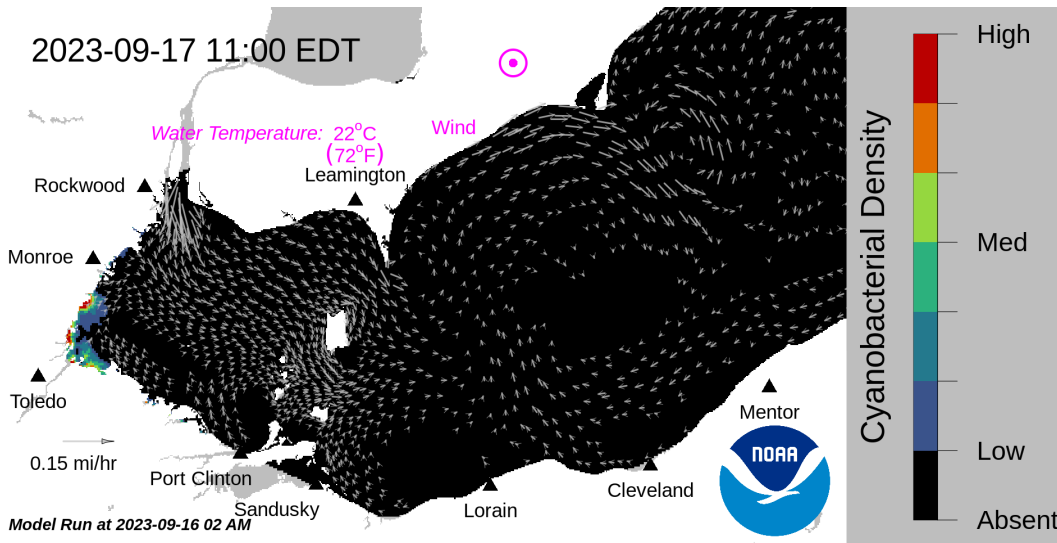 2023-09-17 11:00 EDT
High
Water Temperature: 22°C
(72°F)
Wind
Leamington
Rockwood
Cyanobacterial Density
Monroe
Med
Toledo
Mentor
0.15 mi/hr
NOAA
Port Clinton
Low
Sandusky
Lorain
Cleveland
Model Run at 2023-09-16 02 AM
Absent